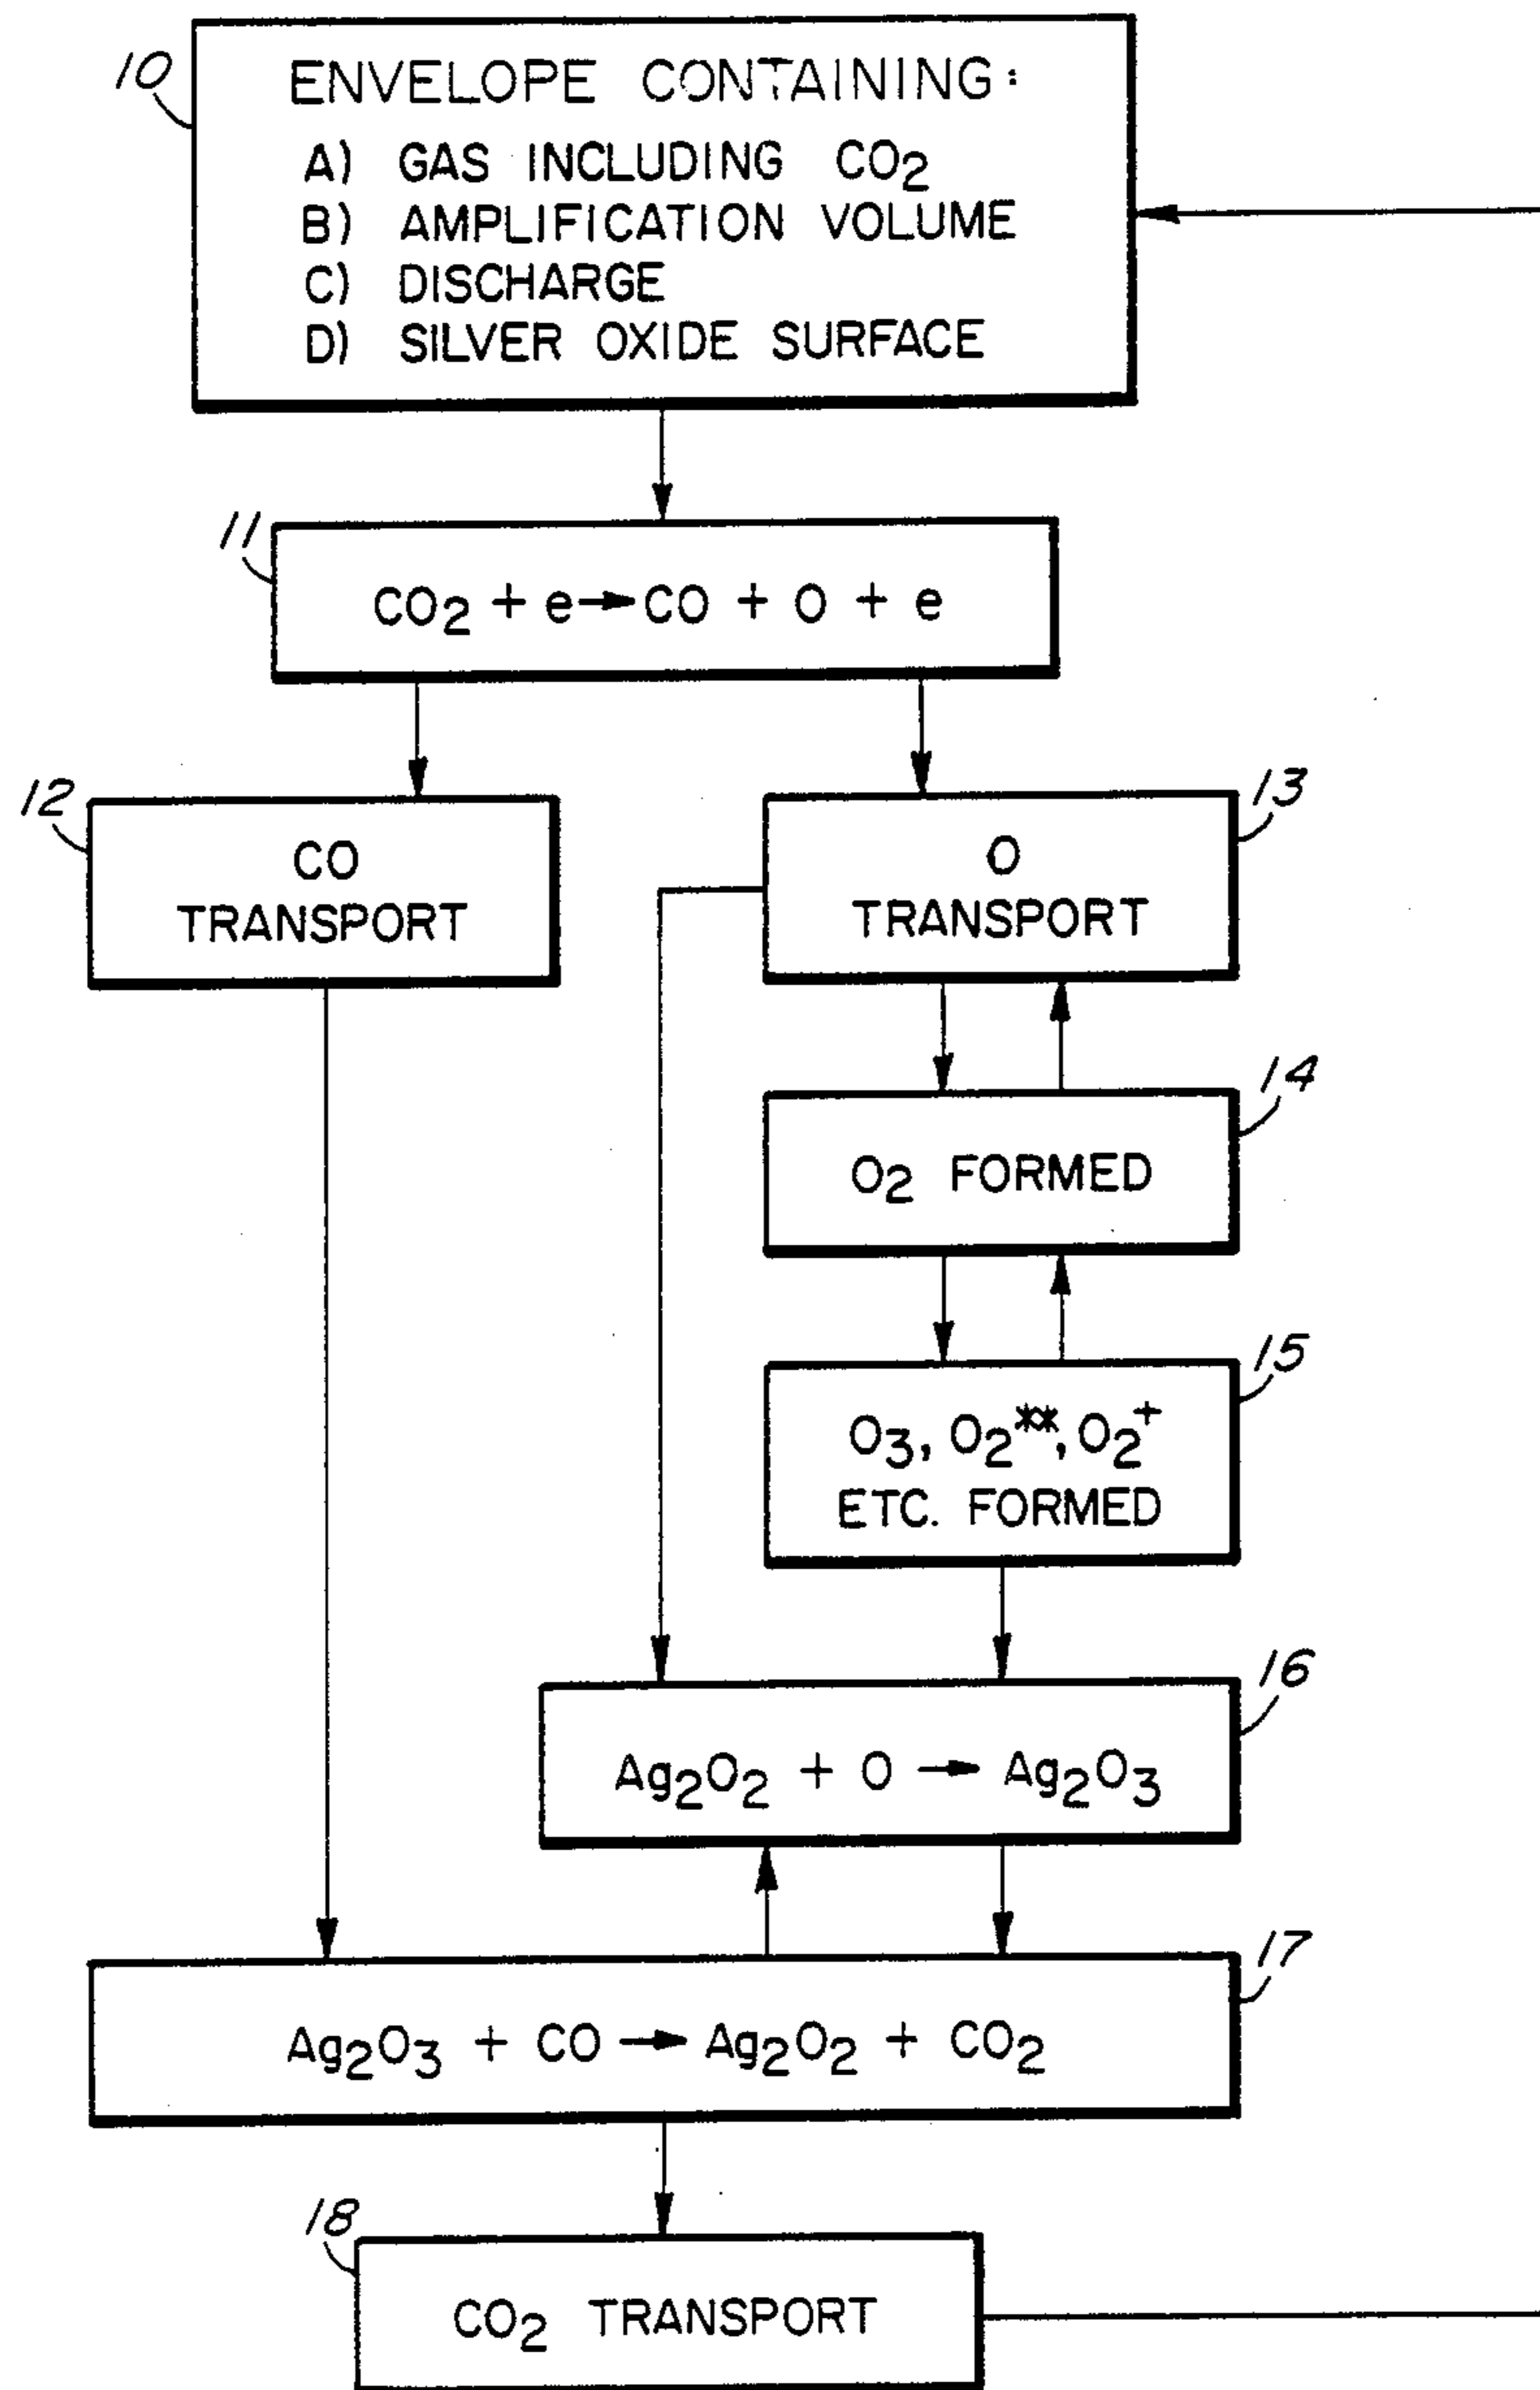 10
ENVELOPE CONTAINING:
A) GAS INCLUDING CO₂
B) AMPLIFICATION VOLUME
C) DISCHARGE
D) SILVER OXIDE SURFACE
11
CO₂ + e → CO + O + e
12
CO
TRANSPORT
13
O
TRANSPORT
14
O₂ FORMED
15
O₃, O₂**, O₂⁺
ETC. FORMED
16
Ag₂O₂ + O → Ag₂O₃
17
Ag₂O₃ + CO → Ag₂O₂ + CO₂
18
CO₂ TRANSPORT